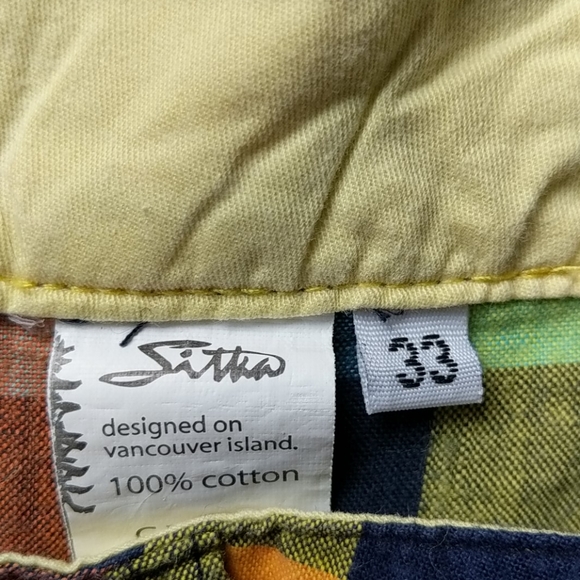 Sitka
33
designed on
vancouver island.
100% cotton